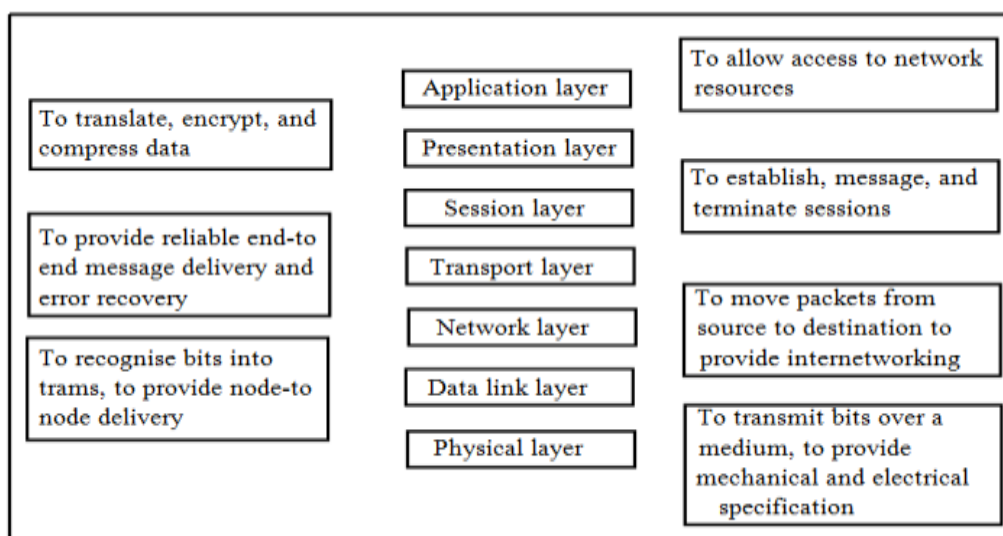 To allow access to network
resources
Application layer
To translate, encrypt, and
compress data
Presentation layer
To establish, message, and
terminate sessions
Session layer
To provide reliable end-to
end message delivery and
error recovery
Transport layer
To move packets from
source to destination to
provide internetworking
Network layer
To recognise bits into
trams, to provide node-to
node delivery
Data link layer
To transmit bits over a
medium, to provide
mechanical and electrical
specification
Physical layer